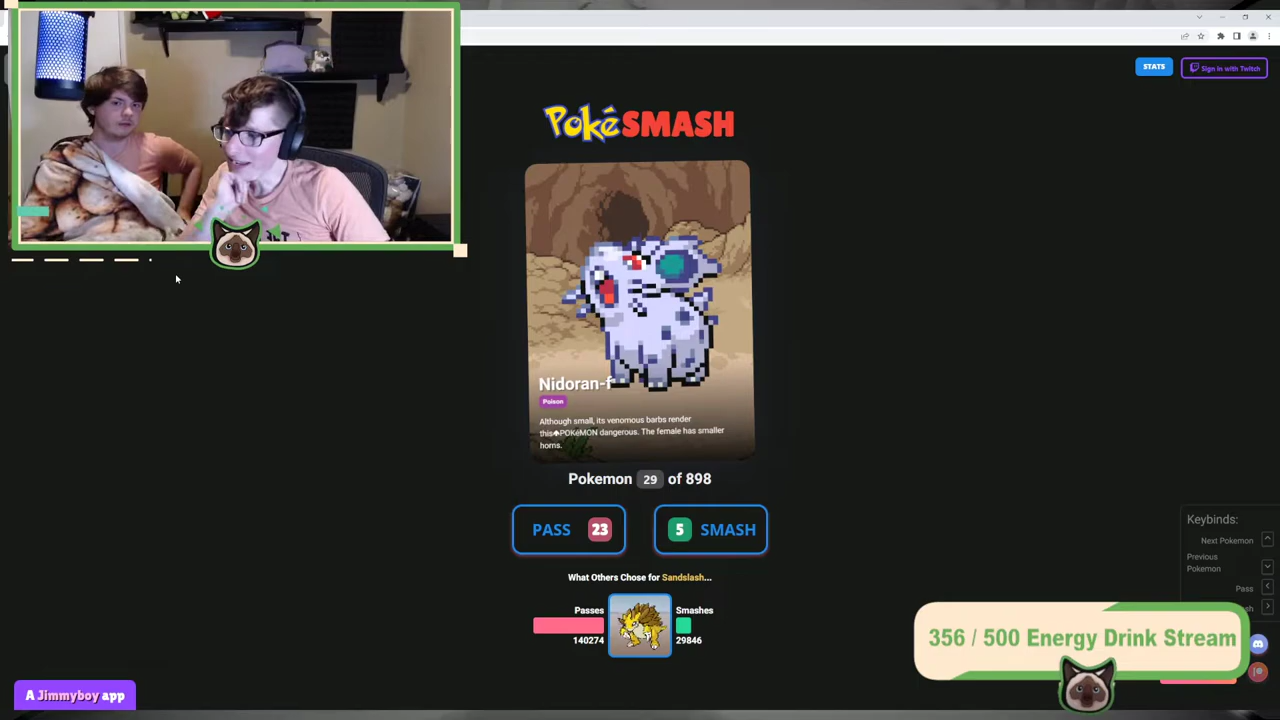 STATS
Sign in with Twitch
PokéSMASH
Nidoran-f
Poison
Although small, its venomous barbs render
this♠POKéMON dangerous. The female has smaller
horns.
Pokemon 29 of 898
PASS 23
5 SMASH
What Others Chose for Sandslash...
Passes
Smashes
140274
29846
Keybinds:
Next Pokemon
Previous
Pokemon
Pass
356 / 500 Energy Drink Stream
A Jimmyboy app